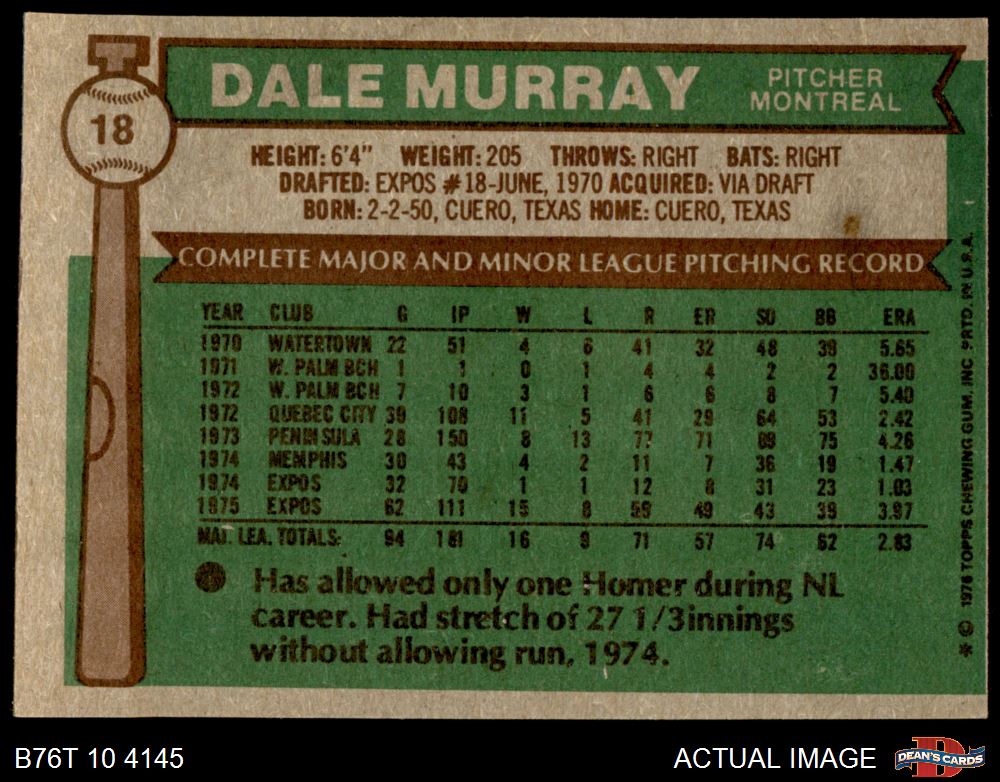 18
DALE MURRAY
PITCHER
MONTREAL
HEIGHT: 6'4" WEIGHT: 205 THROWS: RIGHT BATS: RIGHT
DRAFTED: EXPOS #18-JUNE, 1970 ACQUIRED: VIA DRAFT
BORN: 2-2-50, CUERO, TEXAS HOME: CUERO, TEXAS
COMPLETE MAJOR AND MINOR LEAGUE PITCHING RECORD
YEAR CLUB G IP W L R ER SO BB ERA
1970 WATERTOWN 22 51 4 6 41 32 48 39 5.65
1971 W. PALM BCH 1 1 0 1 4 4 2 2 36.00
1972 W. PALM BCH 7 10 3 1 6 6 8 7 5.40
1972 QUEBEC CITY 39 108 11 5 41 29 64 53 2.42
1973 PENINSULA 28 150 8 13 77 71 89 75 4.26
1974 MEMPHIS 30 43 4 2 11 7 36 19 1.47
1974 EXPOS 32 70 1 1 12 8 31 23 1.03
1975 EXPOS 62 111 15 8 59 49 43 39 3.97
MAJ. LEA. TOTALS: 94 181 16 9 71 57 74 62 2.83
Has allowed only one Homer during NL
career. Had stretch of 27 1/3innings
without allowing run, 1974.
* © 1976 TOPPS CHEWING GUM, INC PRTD. IN U.S.A.
B76T 10 4145
ACTUAL IMAGE
D
DEAN'S CARDS